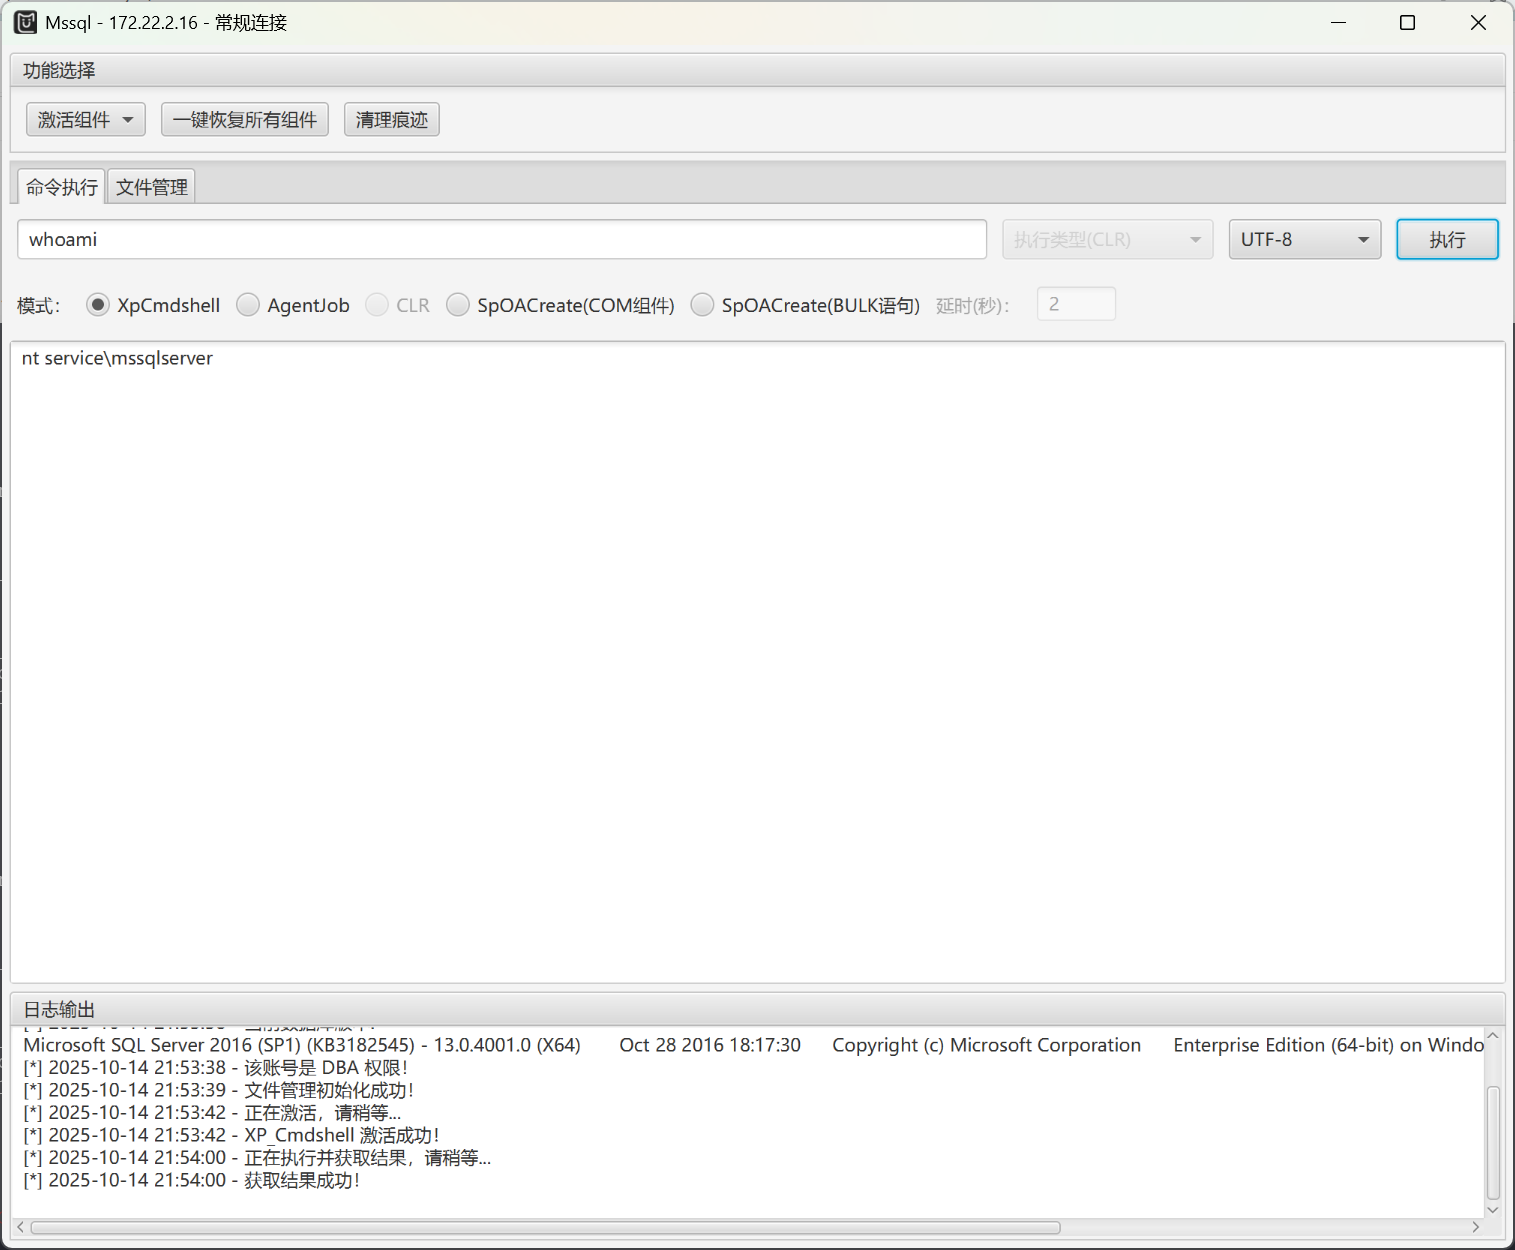 Mssql - 172.22.2.16 - 常规连接
功能选择
激活组件 一键恢复所有组件 清理痕迹
命令执行 文件管理
whoami 执行类型(CLR) UTF-8 执行
模式： XpCmdshell AgentJob CLR SpOACreate(COM组件) SpOACreate(BULK语句) 延时(秒)： 2
nt service\mssqlserver
日志输出
Microsoft SQL Server 2016 (SP1) (KB3182545) - 13.0.4001.0 (X64) Oct 28 2016 18:17:30 Copyright (c) Microsoft Corporation Enterprise Edition (64-bit) on Windo
[*] 2025-10-14 21:53:38 - 该账号是 DBA 权限！
[*] 2025-10-14 21:53:39 - 文件管理初始化成功！
[*] 2025-10-14 21:53:42 - 正在激活，请稍等...
[*] 2025-10-14 21:53:42 - XP_Cmdshell 激活成功！
[*] 2025-10-14 21:54:00 - 正在执行并获取结果，请稍等...
[*] 2025-10-14 21:54:00 - 获取结果成功！